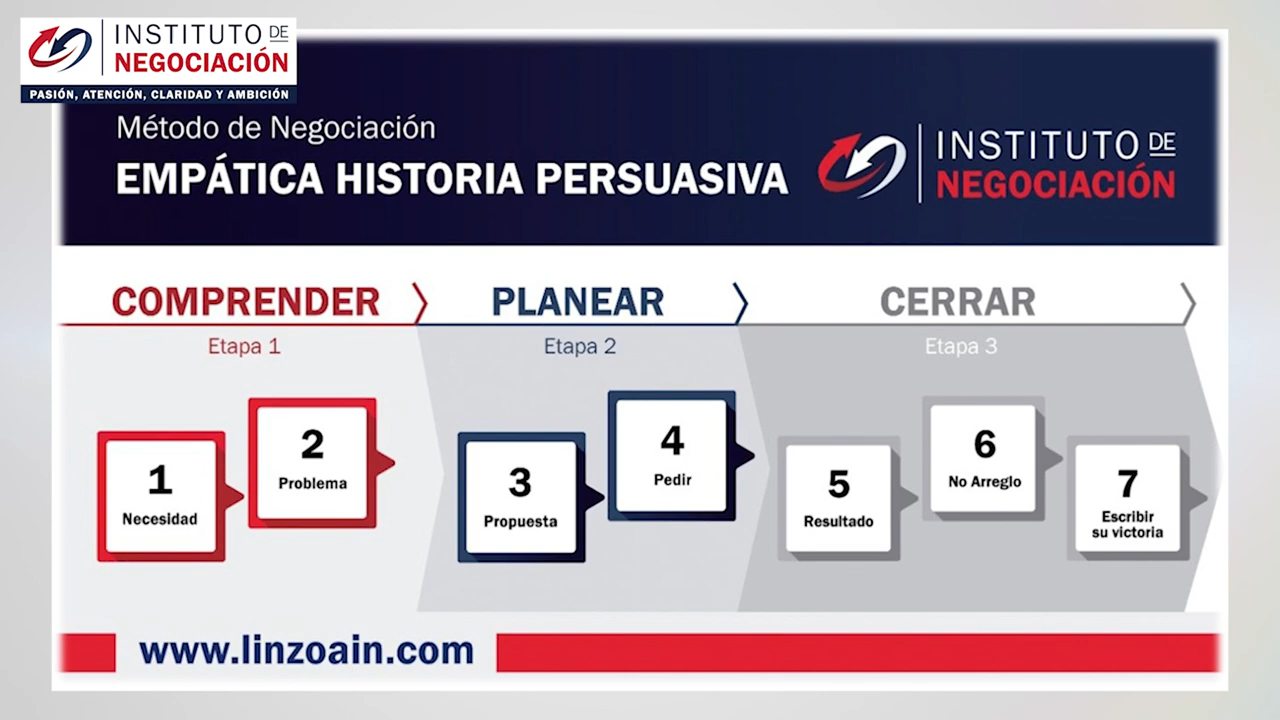 INSTITUTO DE
NEGOCIACIÓN
PASIÓN, ATENCIÓN, CLARIDAD Y AMBICIÓN
Método de Negociación
EMPÁTICA HISTORIA PERSUASIVA
INSTITUTO DE
NEGOCIACIÓN
COMPRENDER
Etapa 1
PLANEAR
Etapa 2
CERRAR
Etapa 3
1
Necesidad
2
Problema
3
Propuesta
4
Pedir
5
Resultado
6
No Arreglo
7
Escribir
su victoria
www.linzoain.com